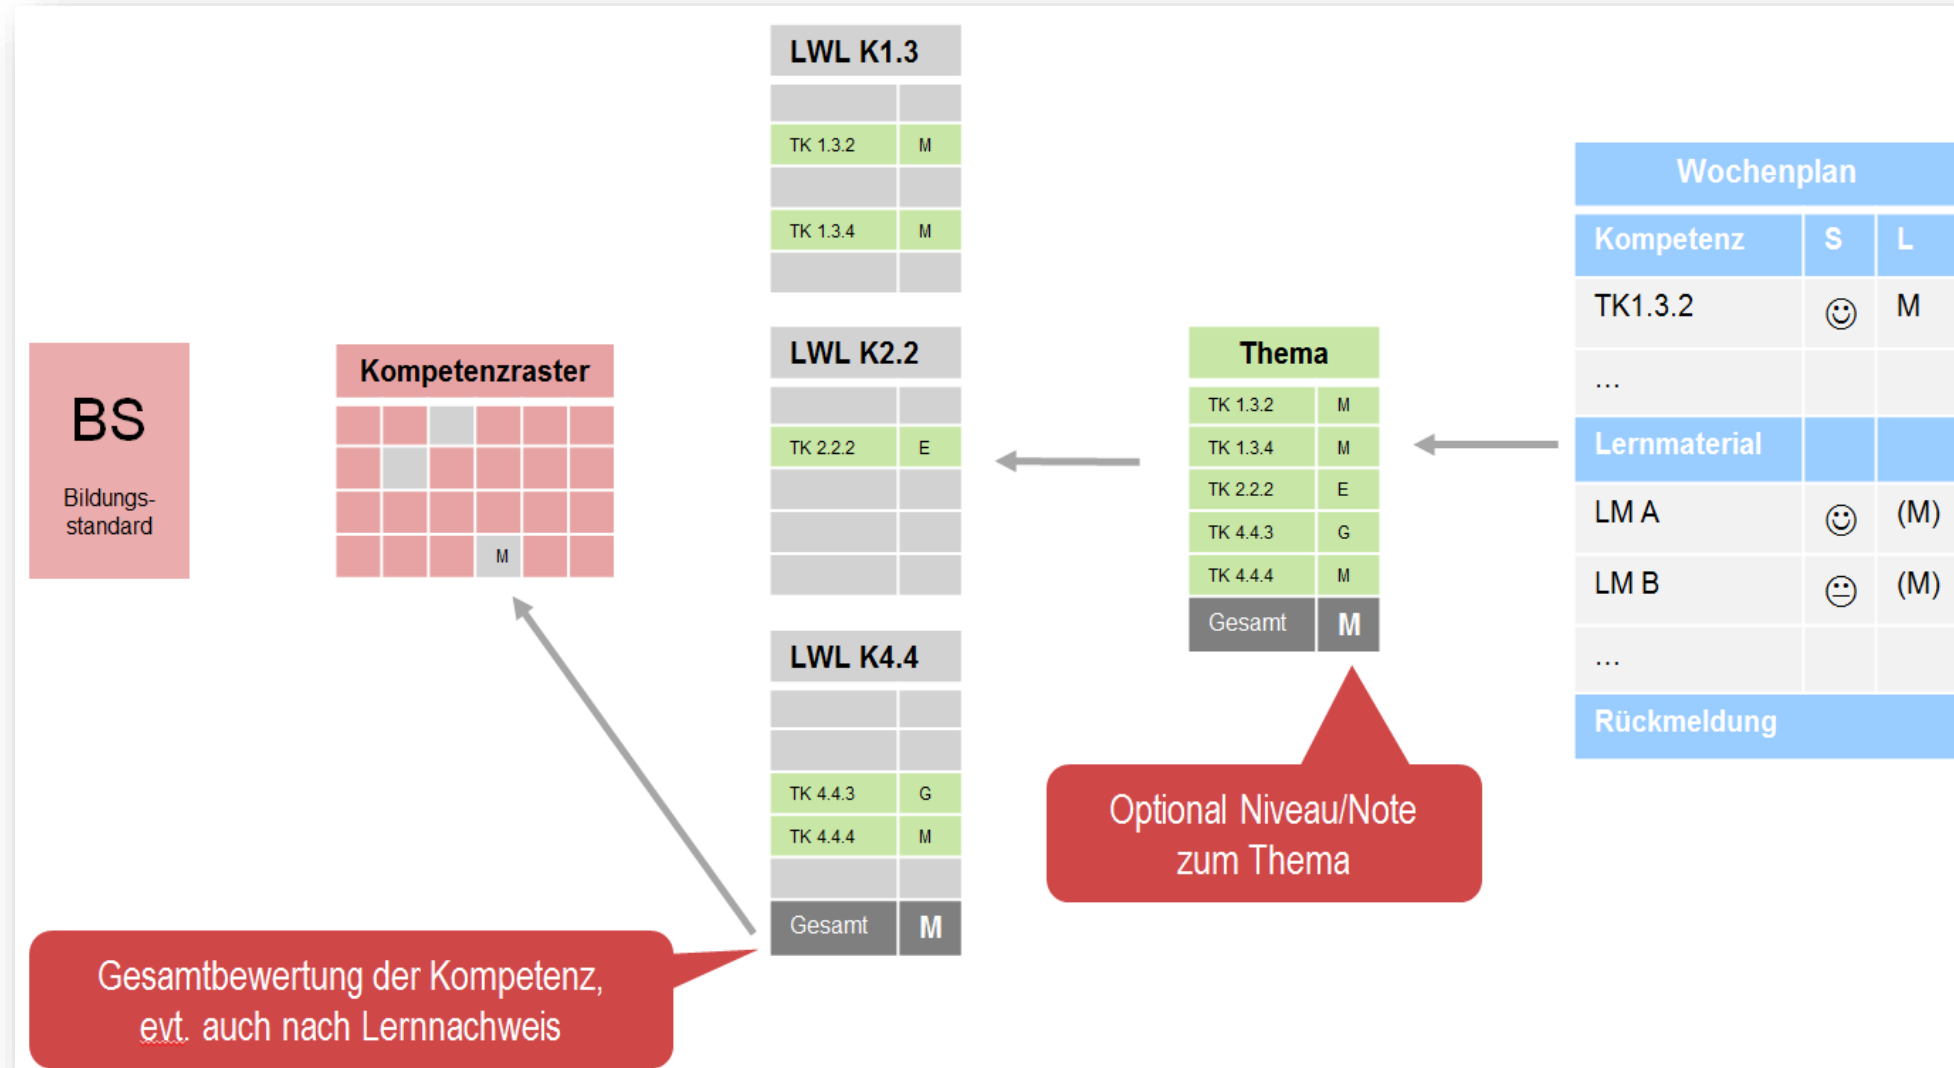 BS
Bildungs-
standard
Kompetenzraster
M
LWL K1.3
TK 1.3.2 M
TK 1.3.4 M
LWL K2.2
TK 2.2.2 E
LWL K4.4
TK 4.4.3 G
TK 4.4.4 M
Gesamt M
Gesamtbewertung der Kompetenz,
evt. auch nach Lernnachweis
Thema
TK 1.3.2 M
TK 1.3.4 M
TK 2.2.2 E
TK 4.4.3 G
TK 4.4.4 M
Gesamt M
Optional Niveau/Note
zum Thema
Wochenplan
Kompetenz S L
TK1.3.2 M
...
Lernmaterial
LM A (M)
LM B (M)
...
Rückmeldung